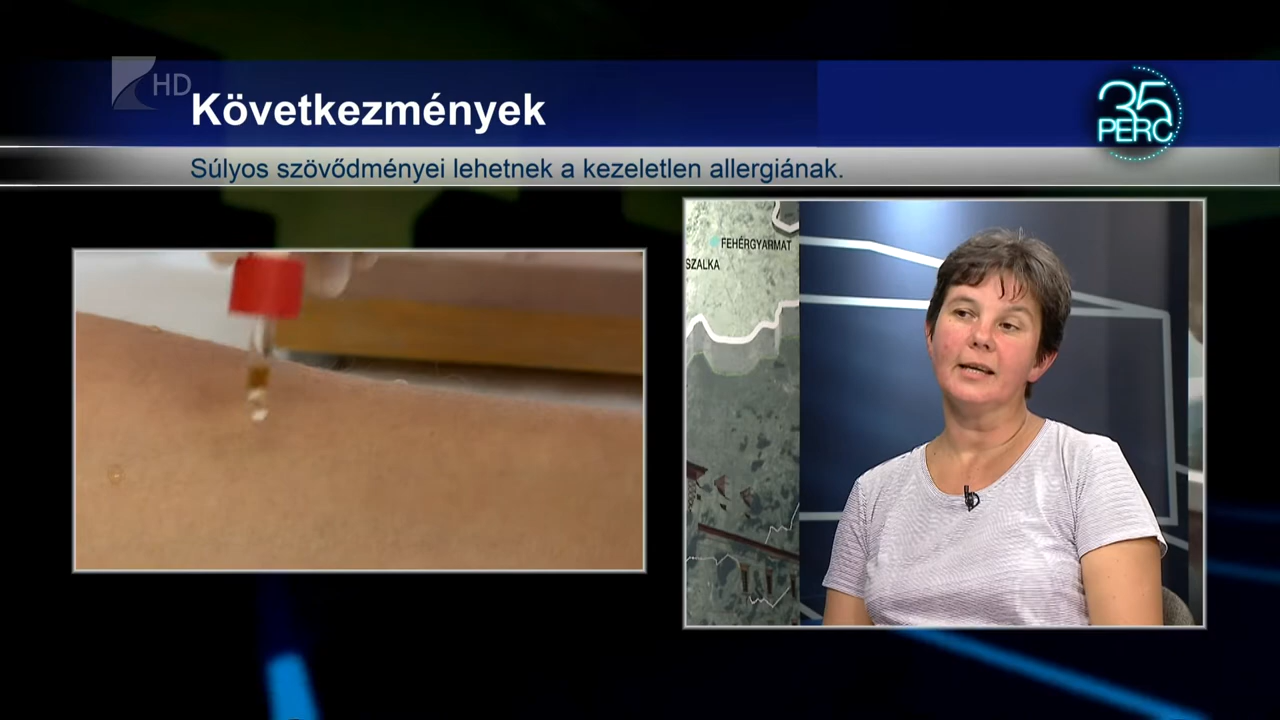 HD
Következmények
35
PERC
Súlyos szövődményei lehetnek a kezeletlen allergiának.
FEHÉRGYARMAT
SZALKA